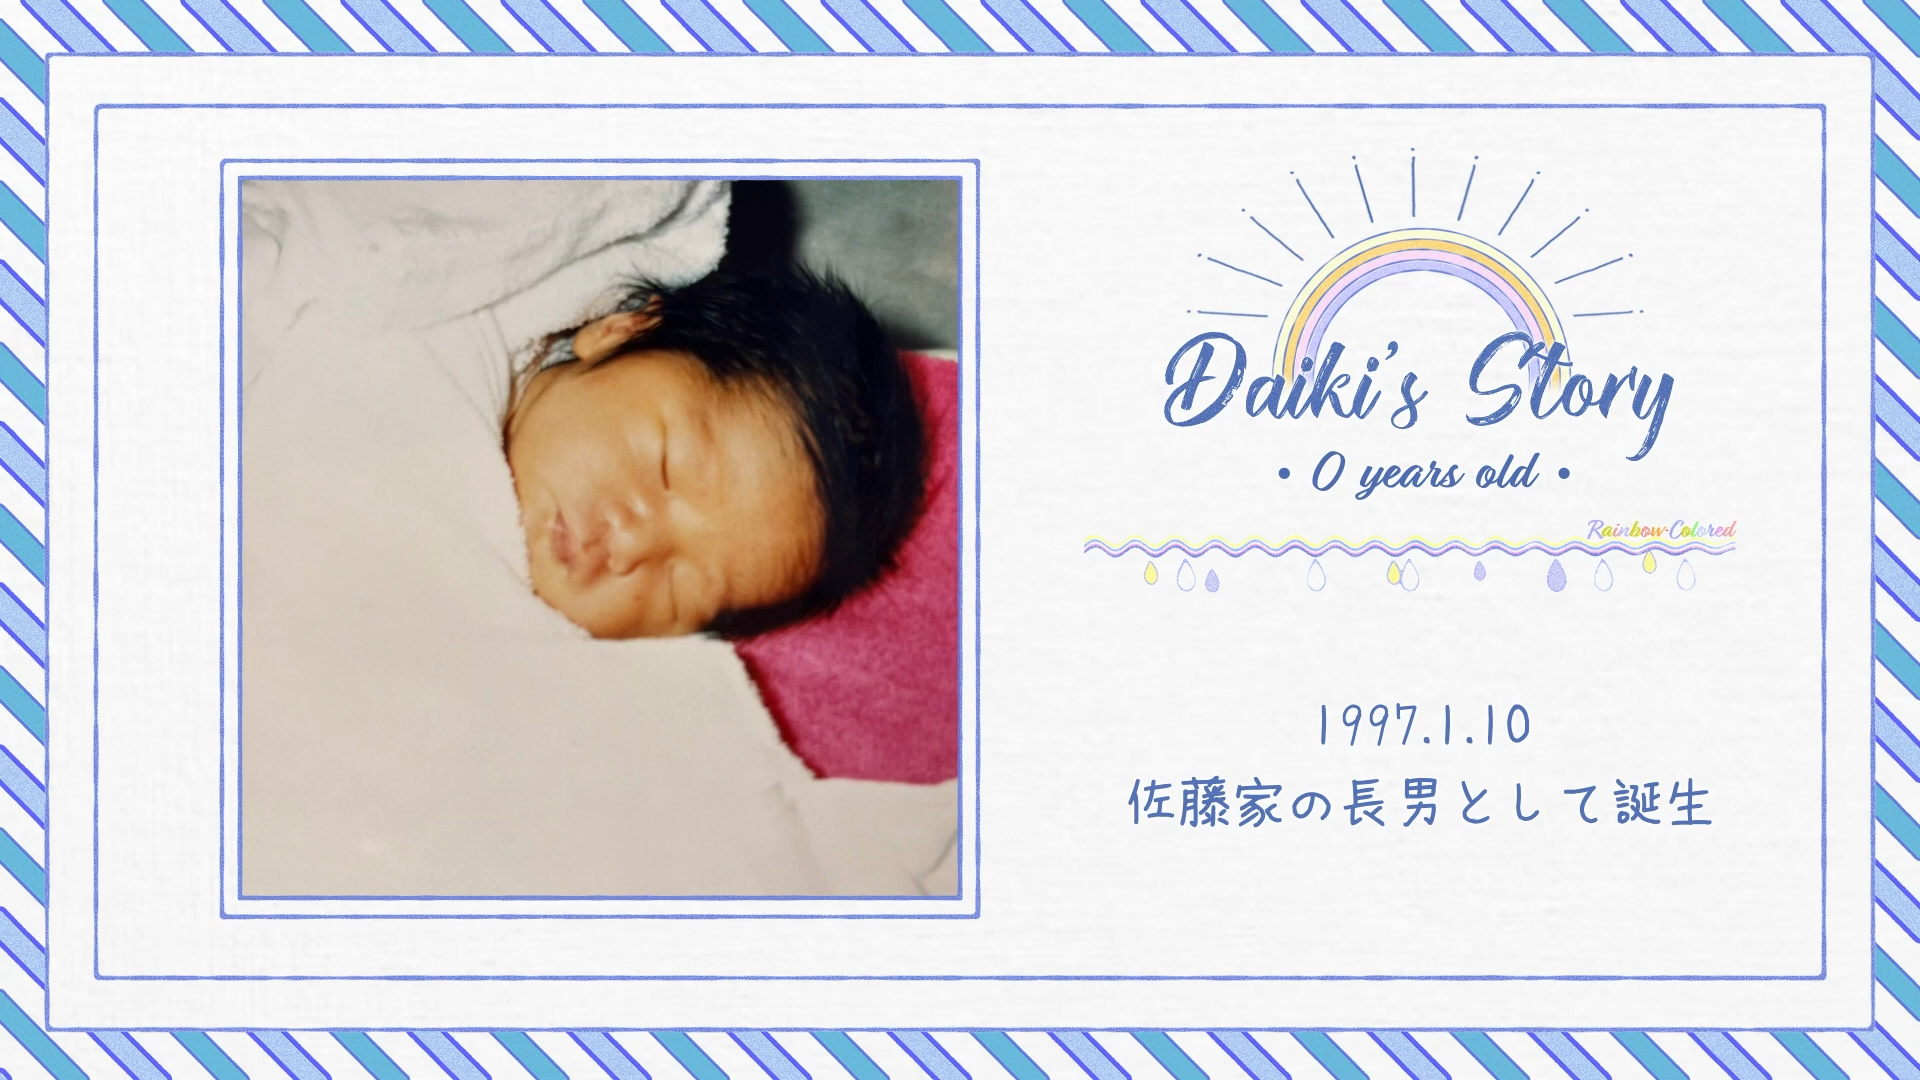 Daiki's Story
• 0 years old •
Rainbow-Colored
1997.1.10
佐藤家の長男として誕生